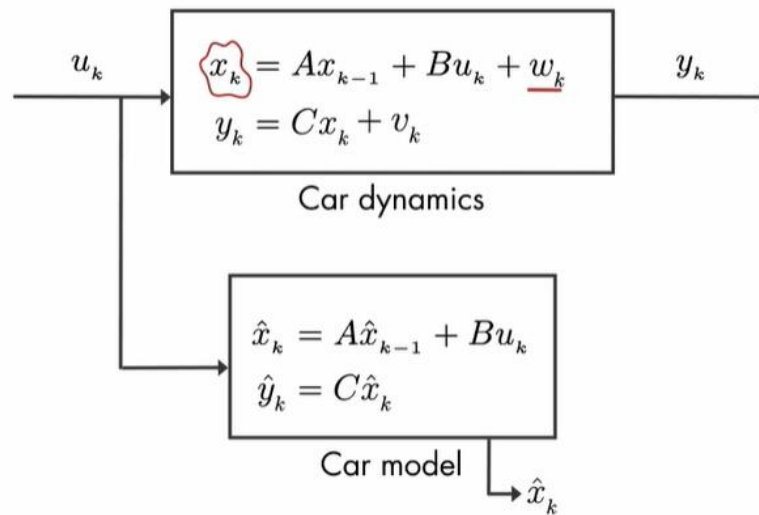 u_k
x_k = Ax_{k-1} + Bu_k + w_k
y_k
y_k = Cx_k + v_k
Car dynamics
x̂_k = Ax̂_{k-1} + Bu_k
ŷ_k = Cx̂_k
Car model
x̂_k